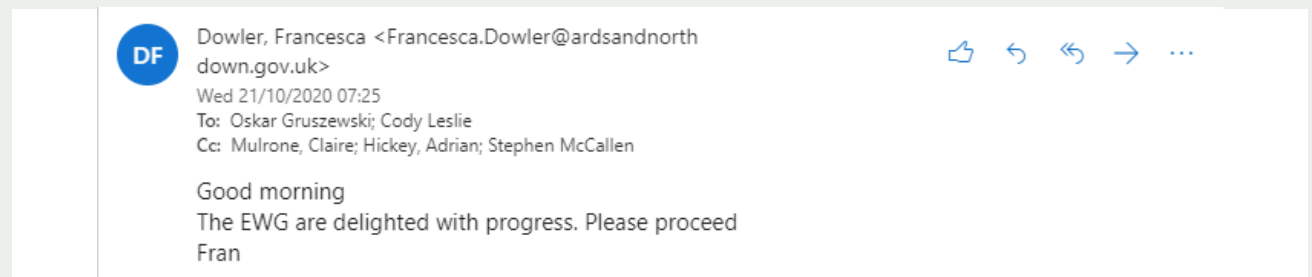 DF
Dowler, Francesca <Francesca.Dowler@ardsandnorth
down.gov.uk>
Wed 21/10/2020 07:25
To: Oskar Gruszewski; Cody Leslie
Cc: Mulrone, Claire; Hickey, Adrian; Stephen McCallen
Good morning
The EWG are delighted with progress. Please proceed
Fran